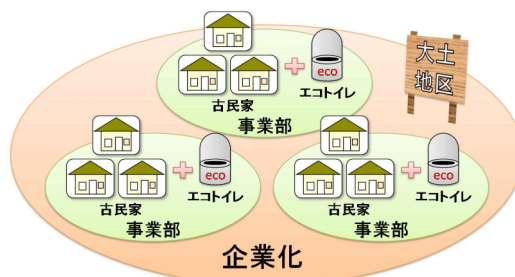 大土
地区
eco
古民家
エコトイレ
事業部
eco
古民家
エコトイレ
事業部
eco
古民家
エコトイレ
事業部
企業化